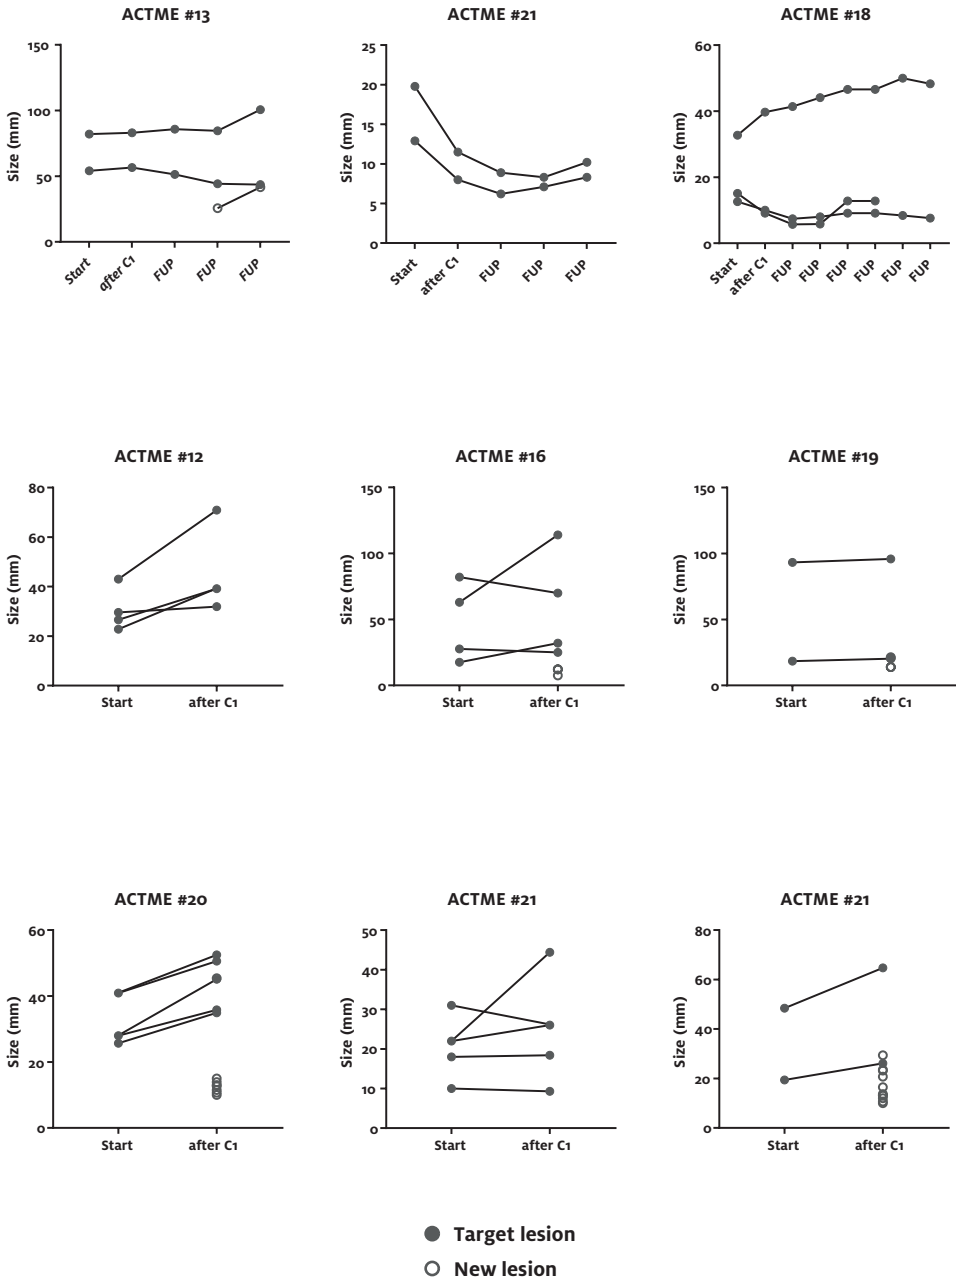 ACTME #13 ACTME #21 ACTME #18
150 25 60
100 20 40
50 15 20
0 10 0
5
0
Size (mm) Size (mm) Size (mm)
Start after C1 FUP FUP FUP
Start after C1 FUP FUP FUP
Start after C1 FUP FUP FUP FUP FUP FUP
ACTME #12 ACTME #16 ACTME #19
80 150 150
60 100 100
40 50 50
20 0 0
0
Size (mm) Size (mm) Size (mm)
Start after C1 Start after C1 Start after C1
ACTME #20 ACTME #21 ACTME #21
60 50 80
40 40 60
20 30 40
0 20 20
10 0
0
Size (mm) Size (mm) Size (mm)
Start after C1 Start after C1 Start after C1
Target lesion
New lesion